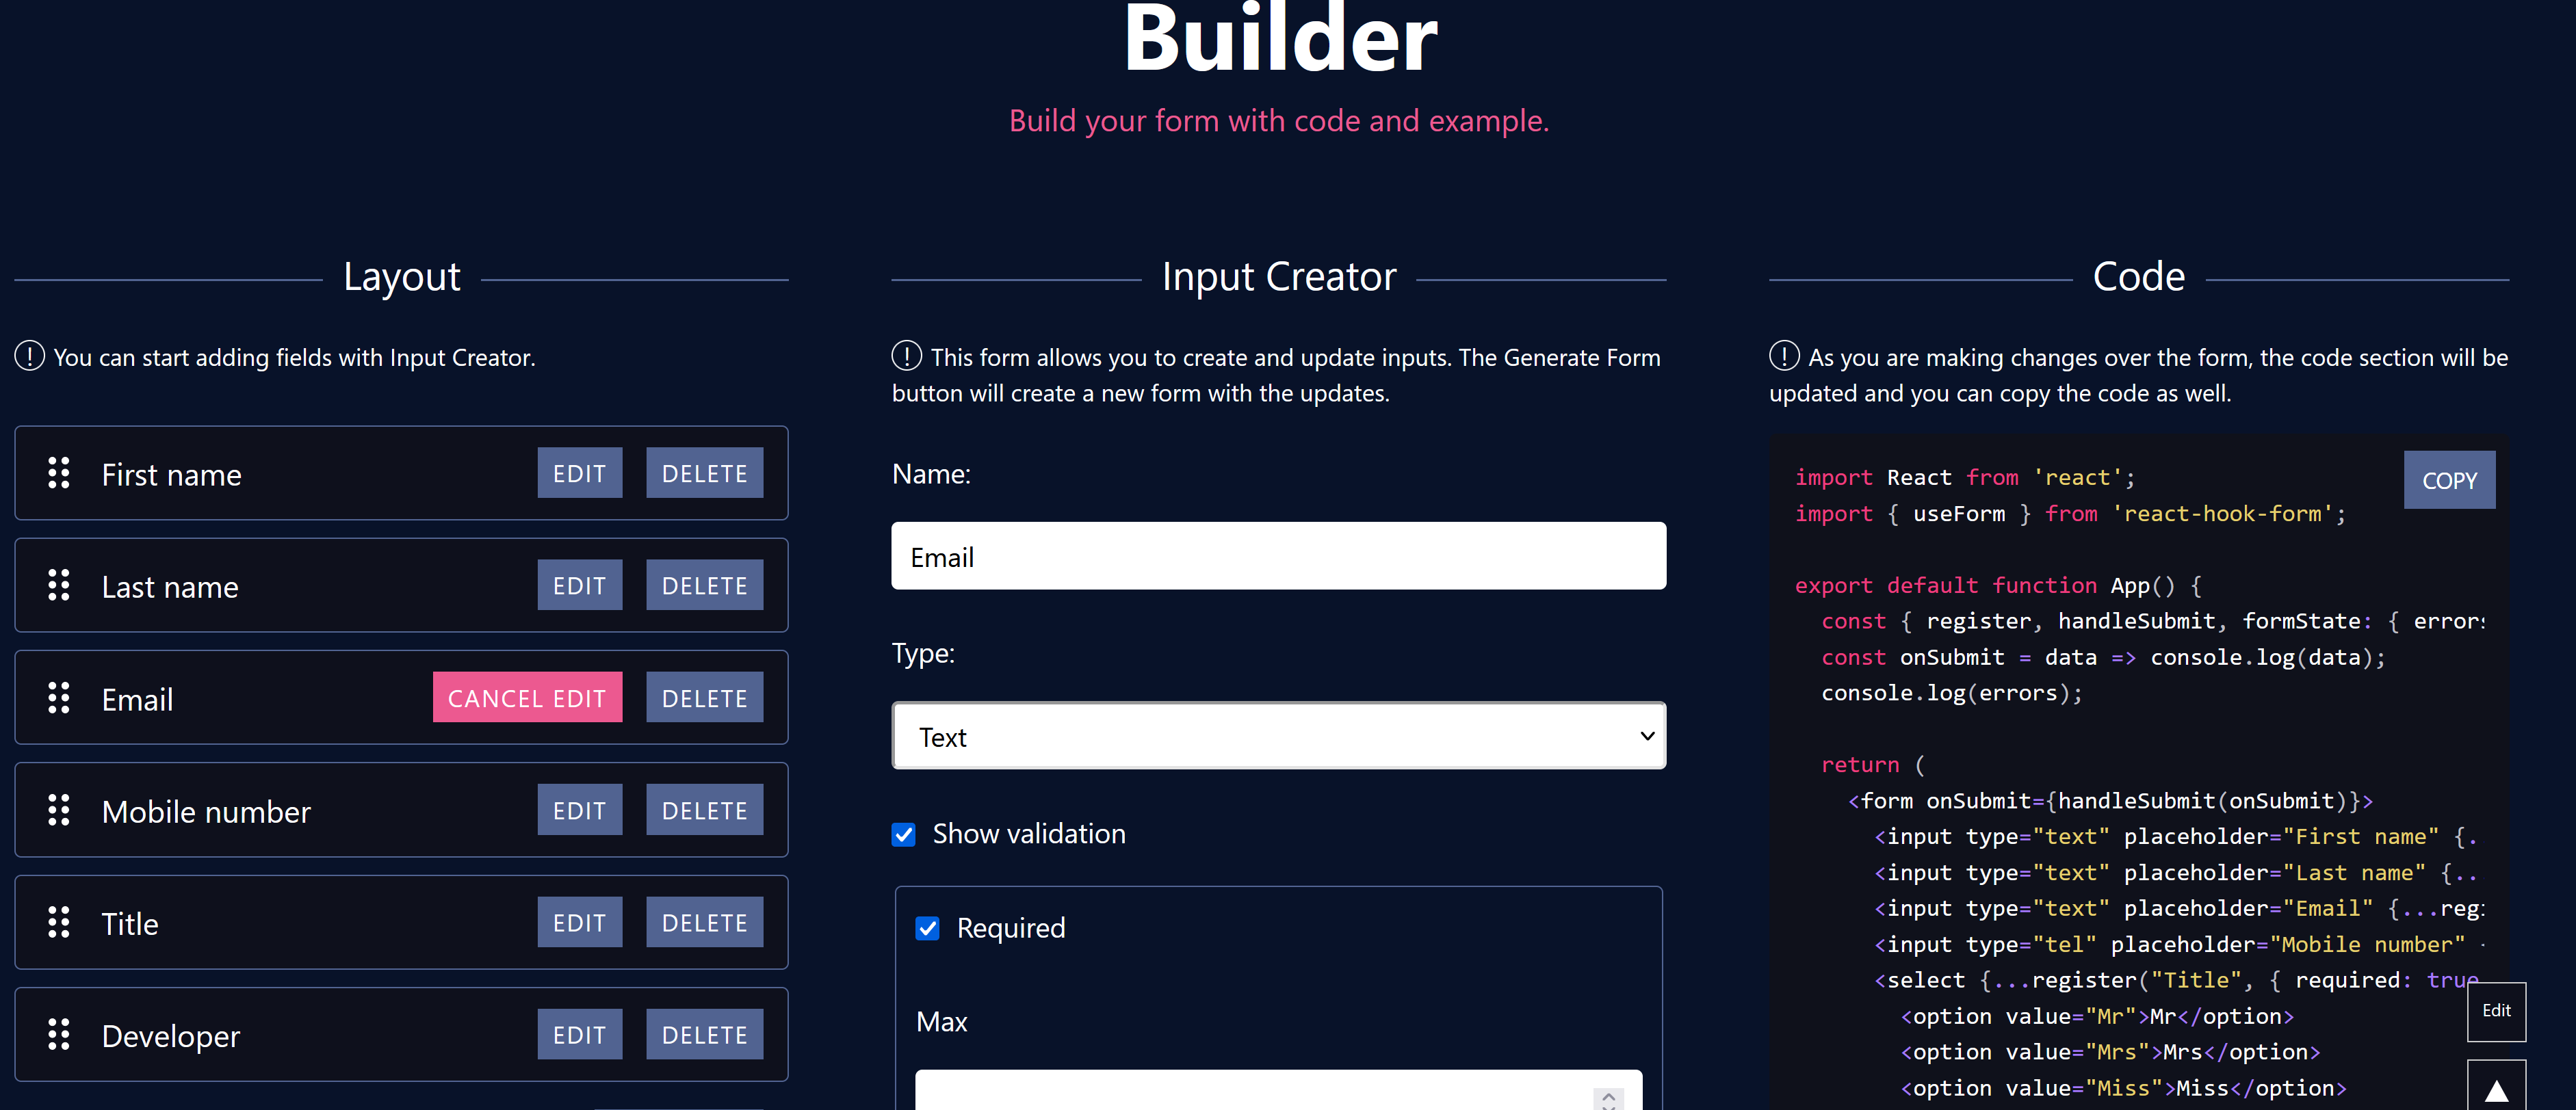 Builder
Build your form with code and example.
Layout
You can start adding fields with Input Creator.
First name
EDIT
DELETE
Last name
EDIT
DELETE
Email
CANCEL EDIT
DELETE
Mobile number
EDIT
DELETE
Title
EDIT
DELETE
Developer
EDIT
DELETE
Input Creator
This form allows you to create and update inputs. The Generate Form
button will create a new form with the updates.
Name:
Email
Type:
Text
Show validation
Required
Max
Code
As you are making changes over the form, the code section will be
updated and you can copy the code as well.
COPY
import React from 'react';
import { useForm } from 'react-hook-form';
export default function App() {
const { register, handleSubmit, formState: { errors
const onSubmit = data => console.log(data);
console.log(errors);
return (
<form onSubmit={handleSubmit(onSubmit)}>
<input type="text" placeholder="First name" {.
<input type="text" placeholder="Last name" {..
<input type="text" placeholder="Email" {...reg
<input type="tel" placeholder="Mobile number"
<select {...register("Title", { required: true
<option value="Mr">Mr</option>
<option value="Mrs">Mrs</option>
<option value="Miss">Miss</option>
Edit